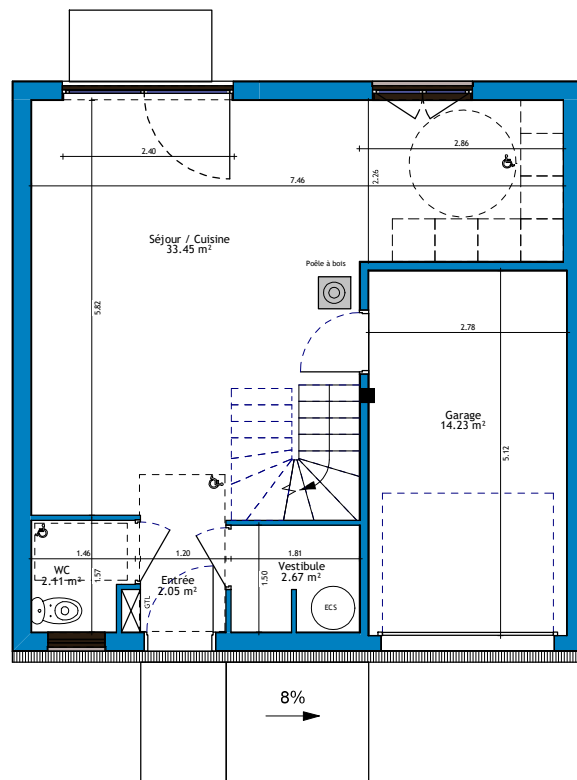 2.40
2.86
7.46
2.26
Séjour / Cuisine
33.45 m²
Poêle à bois
5.82
2.78
Garage
14.23 m²
5.12
1.46
1.20
1.81
WC
2.11 m²
1.57
Entrée
2.05 m²
GTL
1.50
Vestibule
2.67 m²
ECS
8%